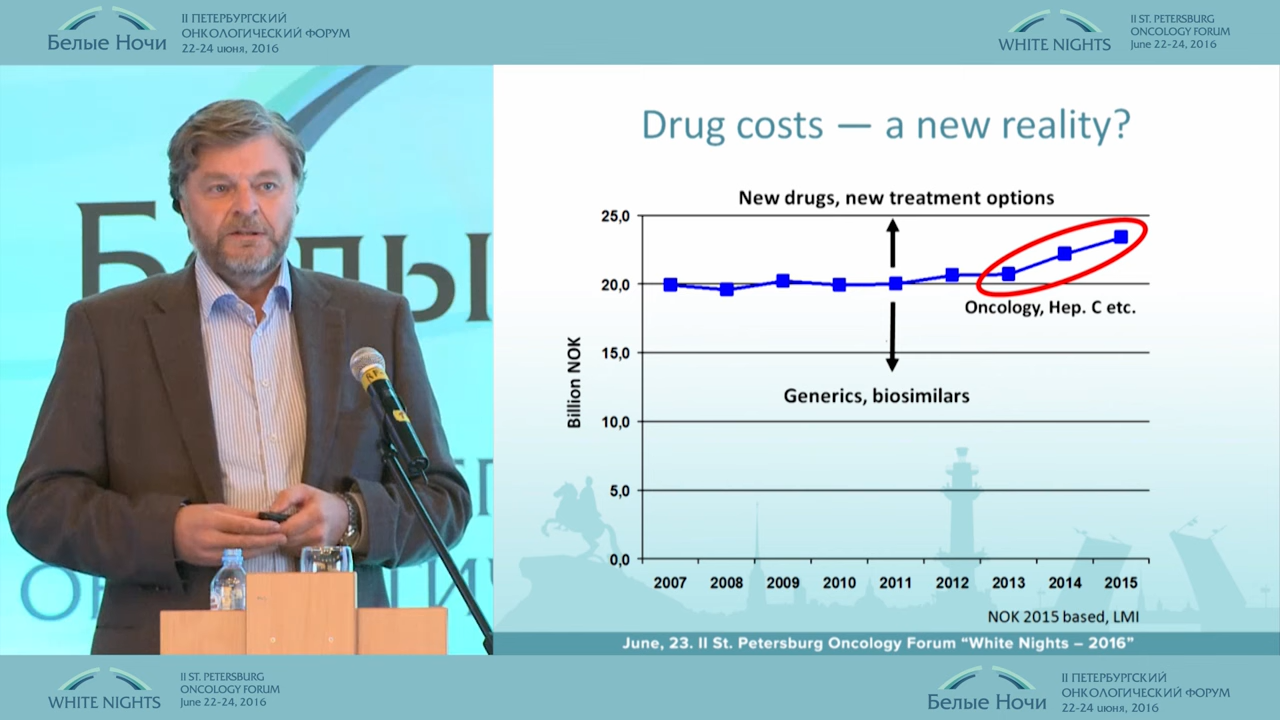 Белые Ночи
II ПЕТЕРБУРГСКИЙ
ОНКОЛОГИЧЕСКИЙ ФОРУМ
22-24 июня, 2016
WHITE NIGHTS
II ST. PETERSBURG
ONCOLOGY FORUM
June 22-24, 2016
Drug costs — a new reality?
New drugs, new treatment options
25,0
20,0
Oncology, Hep. C etc.
15,0
Billion NOK
Generics, biosimilars
10,0
5,0
0,0
2007 2008 2009 2010 2011 2012 2013 2014 2015
NOK 2015 based, LMI
June, 23. II St. Petersburg Oncology Forum “White Nights – 2016”
WHITE NIGHTS
II ST. PETERSBURG
ONCOLOGY FORUM
June 22-24, 2016
Белые Ночи
II ПЕТЕРБУРГСКИЙ
ОНКОЛОГИЧЕСКИЙ ФОРУМ
22-24 июня, 2016